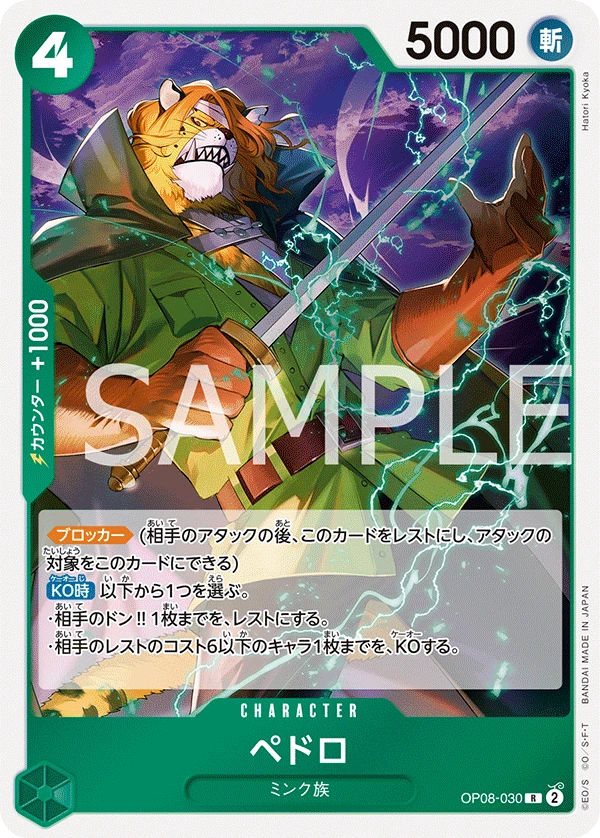 4
5000
斬
Hatori Kyoka
カウンター +1000
SAMPLE
ブロッカー (相手のアタックの後、このカードをレストにし、アタックの
対象をこのカードにできる)
KO時 以下から1つを選ぶ。
・相手のドン!!1枚までを、レストにする。
・相手のレストのコスト6以下のキャラ1枚までを、KOする。
CHARACTER
ペドロ
ミンク族
OP08-030 R 2
©E.O/S ©O/S・F・T BANDAI MADE IN JAPAN